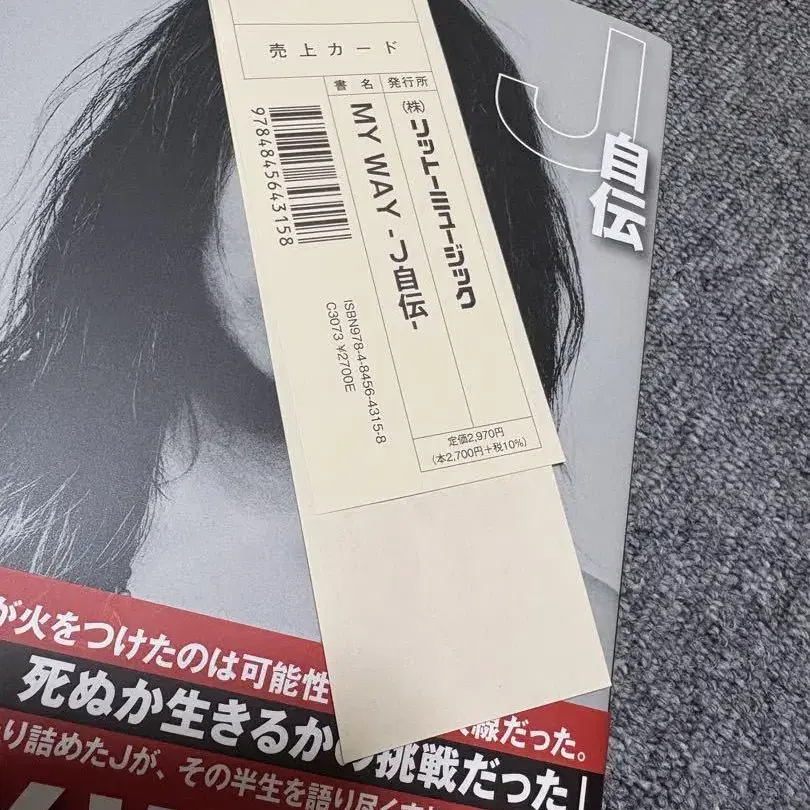 売上カード
書名
発行所
MY WAY -J自伝-
(株)リットーミュージック
9784845643158
ISBN978-4-8456-4315-8
C3073 ¥2700E
定価2,970円
(本2,700円+税10%)
J
自伝
が火をつけたのは可能性
線だった。
死ぬか生きるか
の挑戦だった」
り詰めたJが、その半生を語り尽く